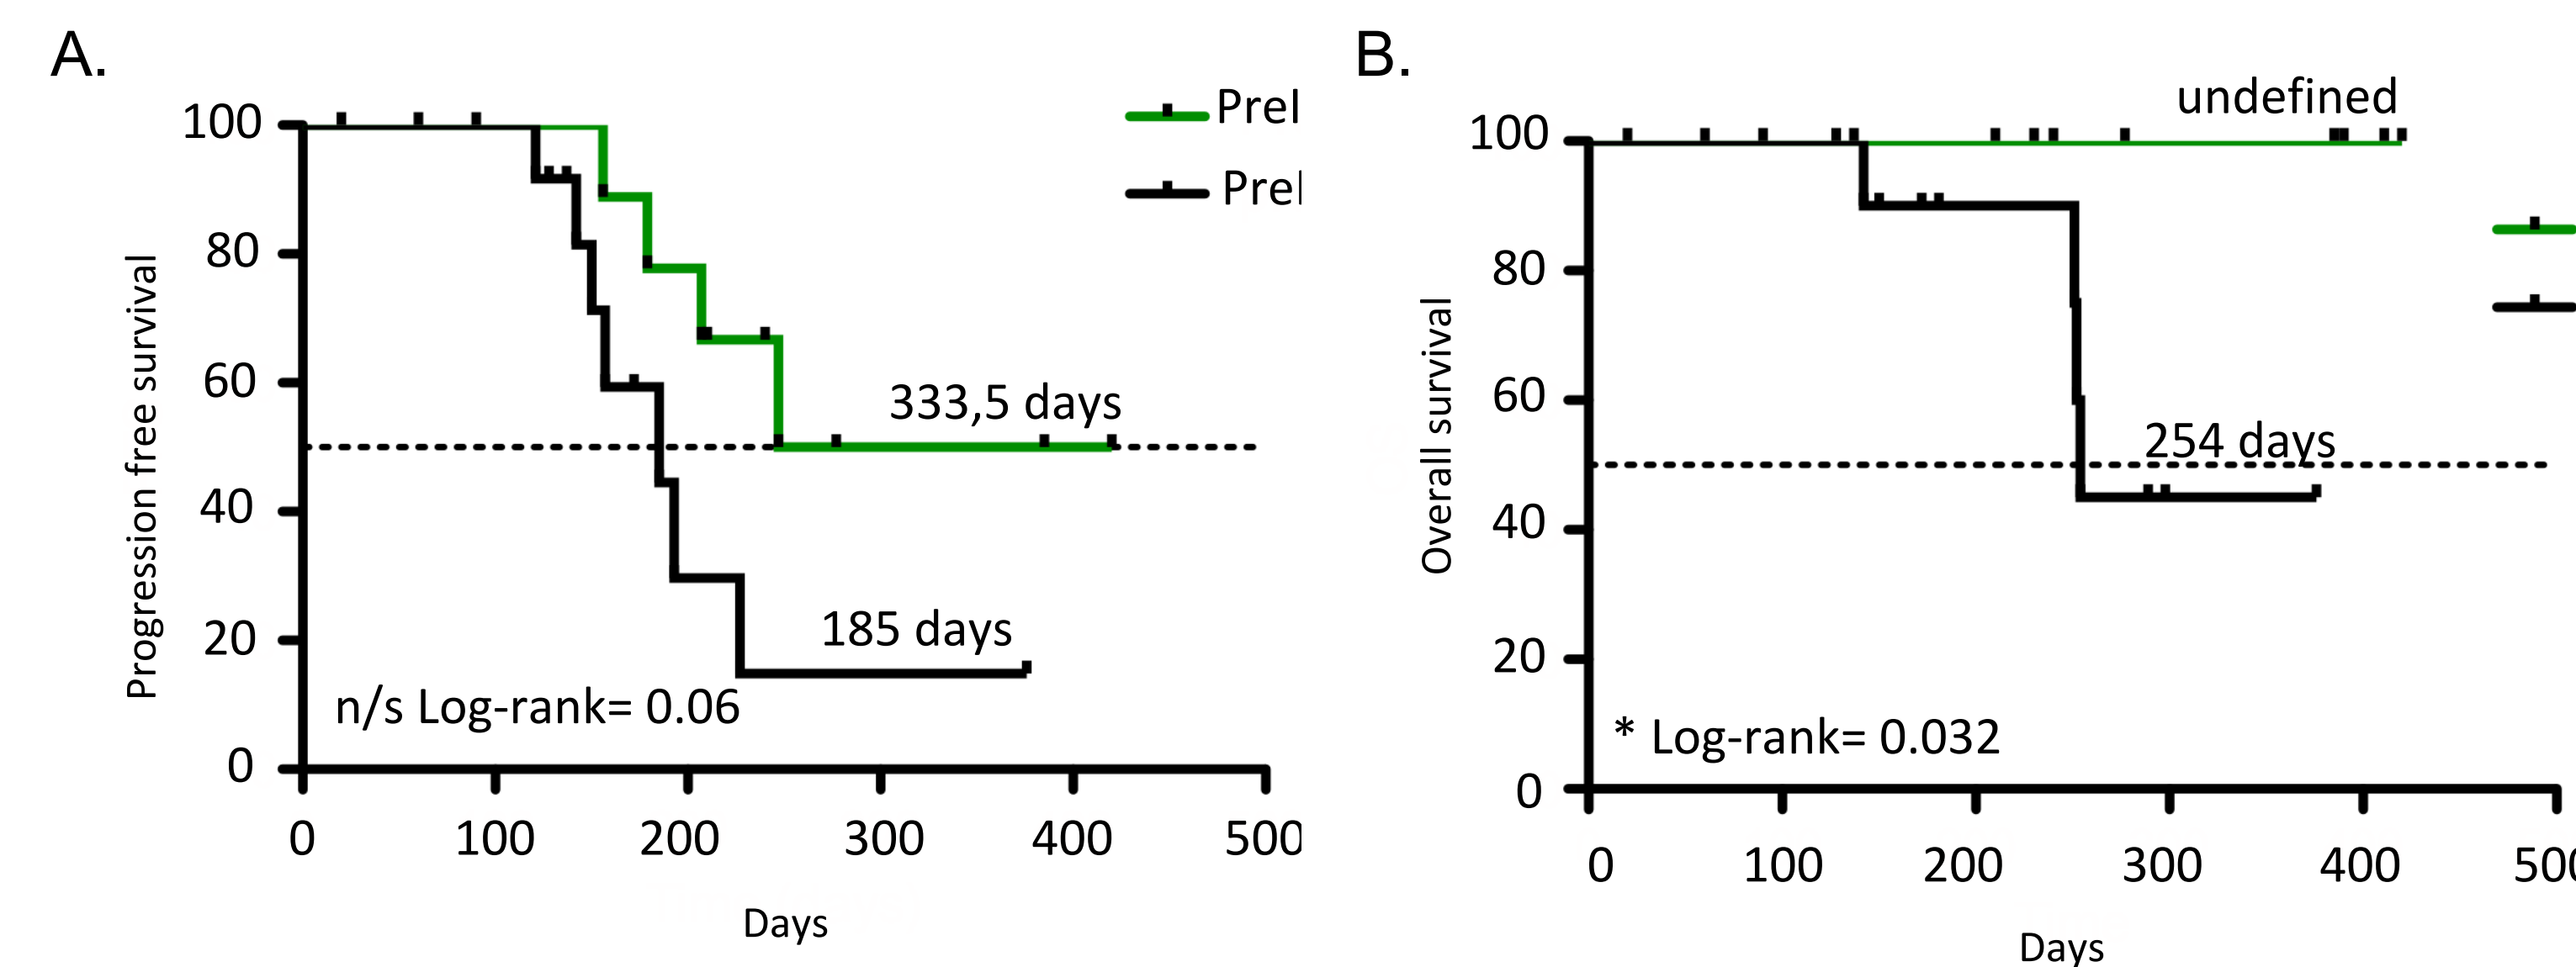 A.
Progression free survival
100
80
60
40
20
0
0 100 200 300 400 500
Days
333,5 days
185 days
n/s Log-rank= 0.06
B.
Overall survival
100
80
60
40
20
0
0 100 200 300 400
Days
undefined
254 days
* Log-rank= 0.032